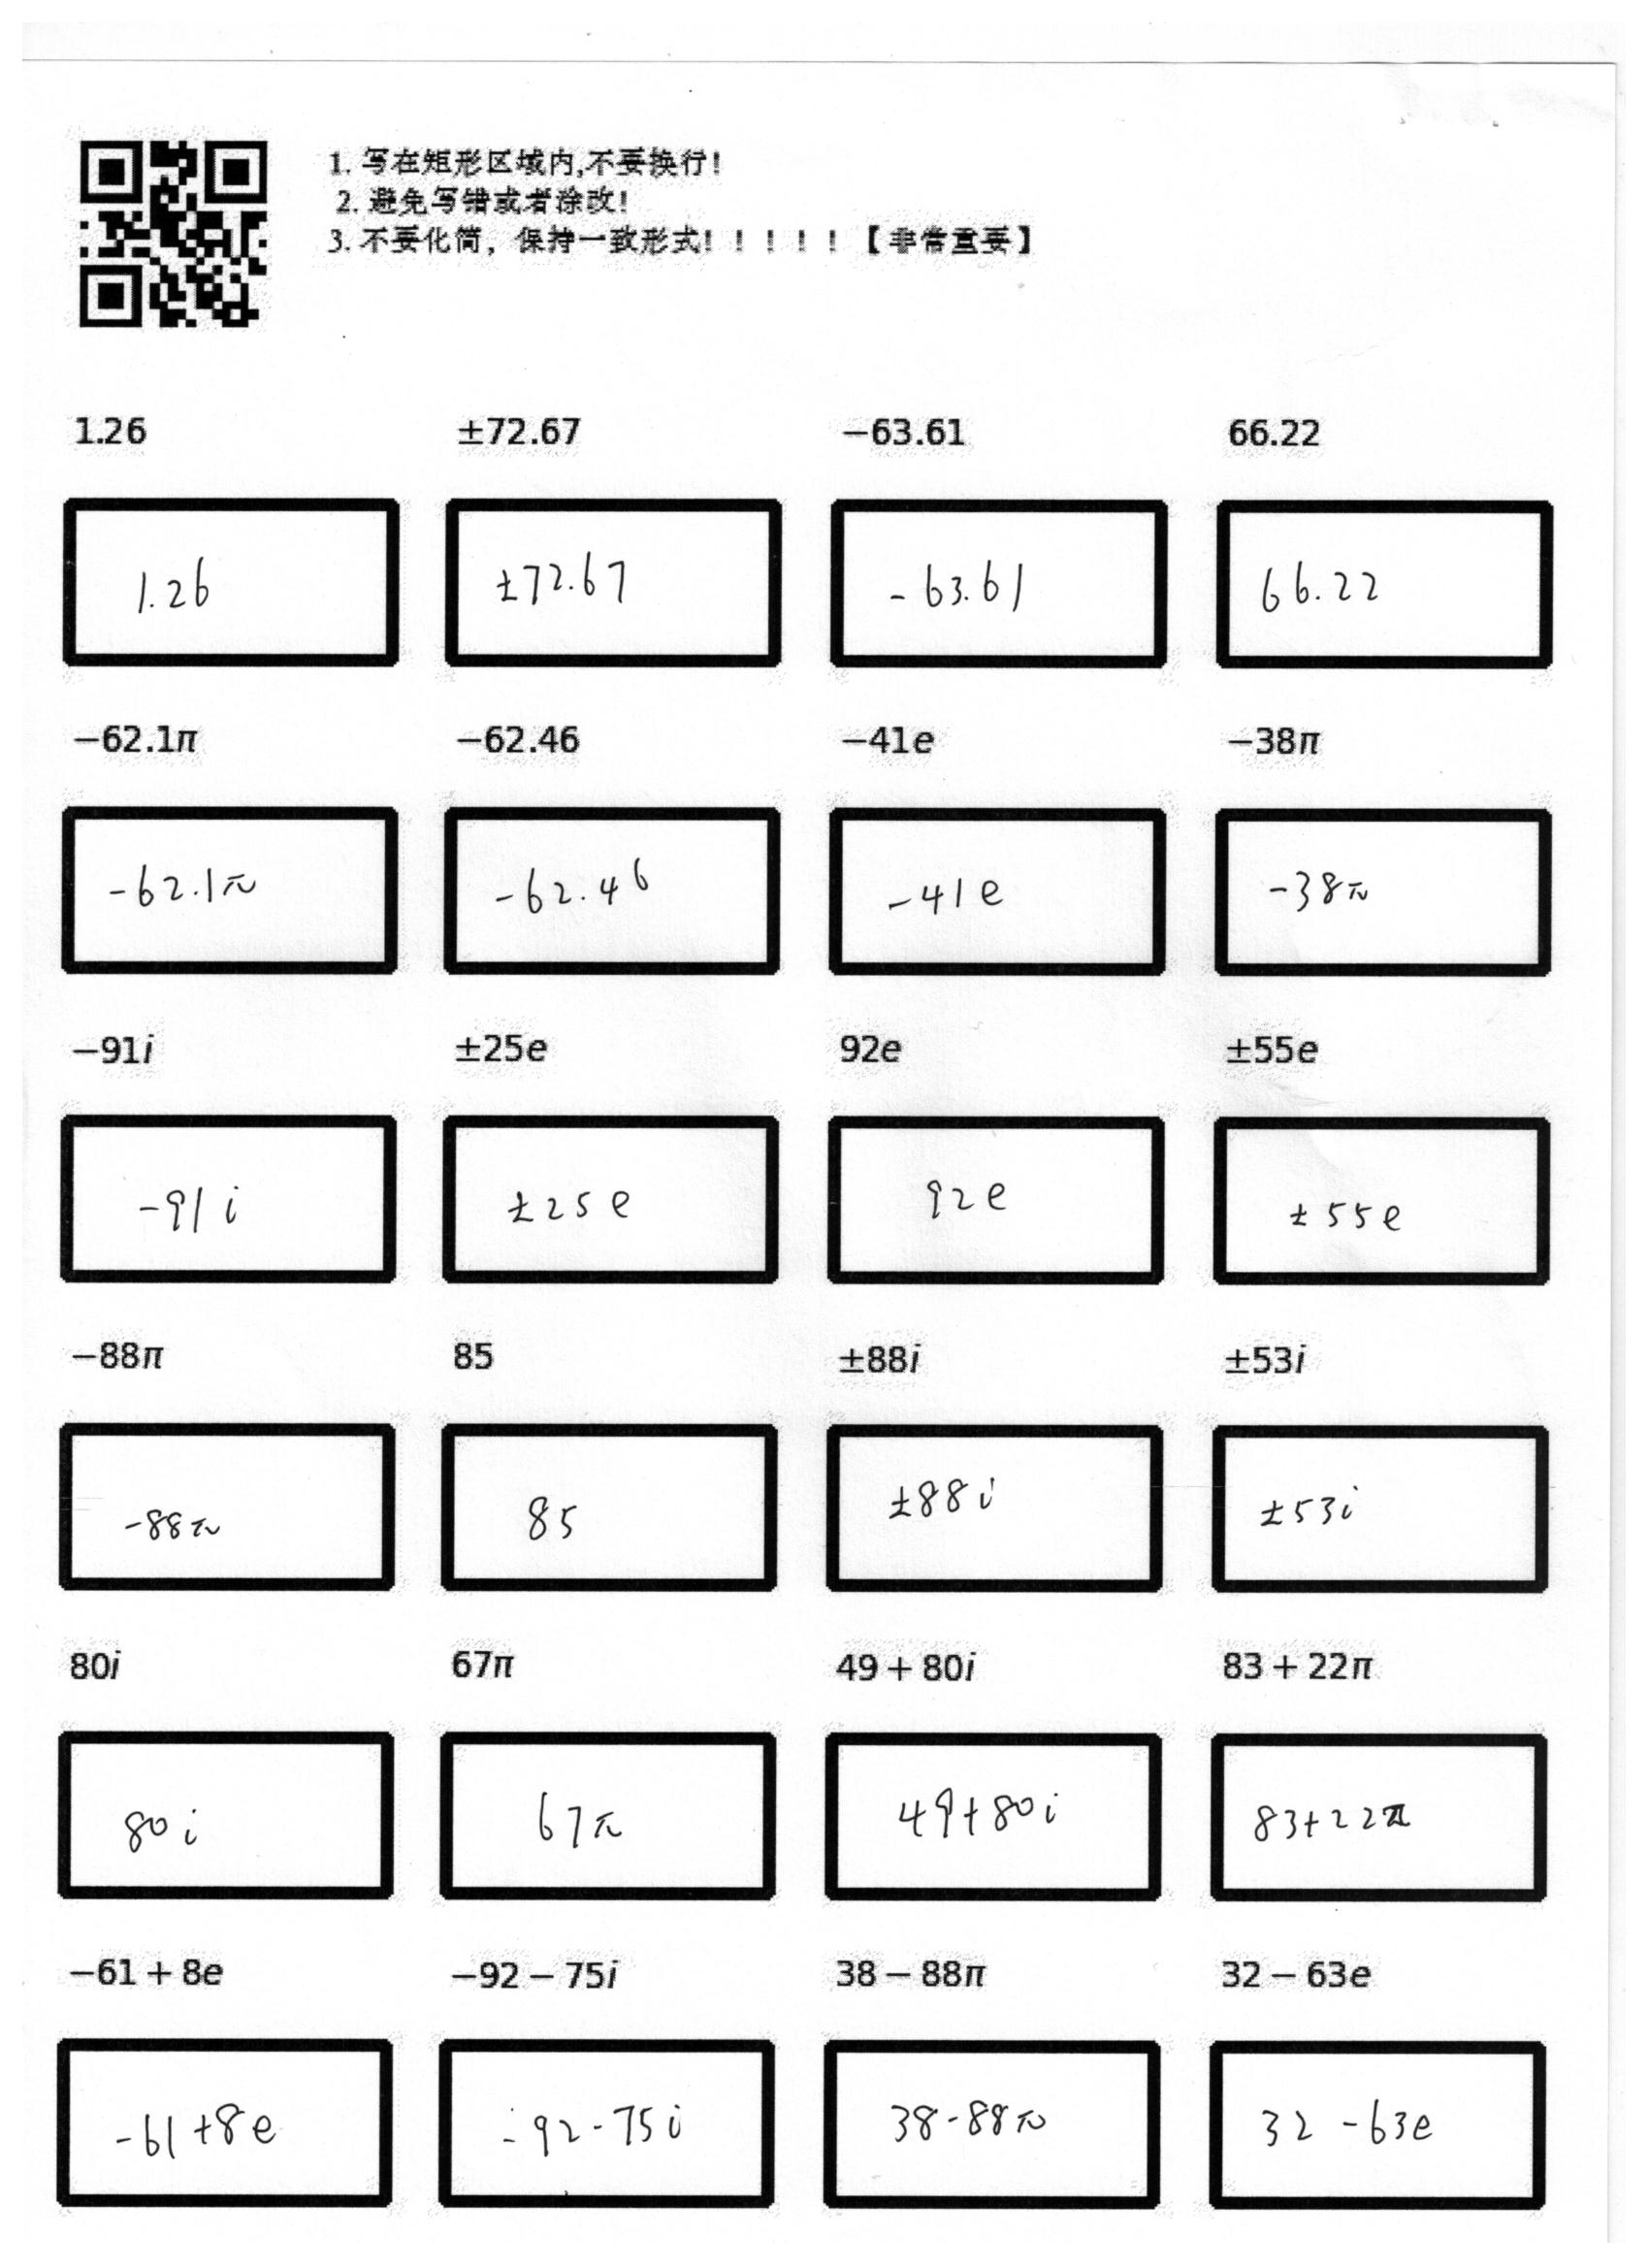 1. 写在矩形区域内,不要换行!
2. 避免写错或者涂改!
3. 不要化简，保持一致形式！！！！！【非常重要】
1.26 ±72.67 −63.61 66.22
1.26 ±72.67 -63.61 66.22
−62.1π −62.46 −41e −38π
-62.1π -62.46 -41e -38π
−91i ±25e 92e ±55e
-91i ±25e 92e ±55e
−88π 85 ±88i ±53i
-88π 85 ±88i ±53i
80i 67π 49 + 80i 83 + 22π
80i 67π 49+80i 83+22π
−61 + 8e −92 − 75i 38 − 88π 32 − 63e
-61+8e -92-75i 38-88π 32-63e